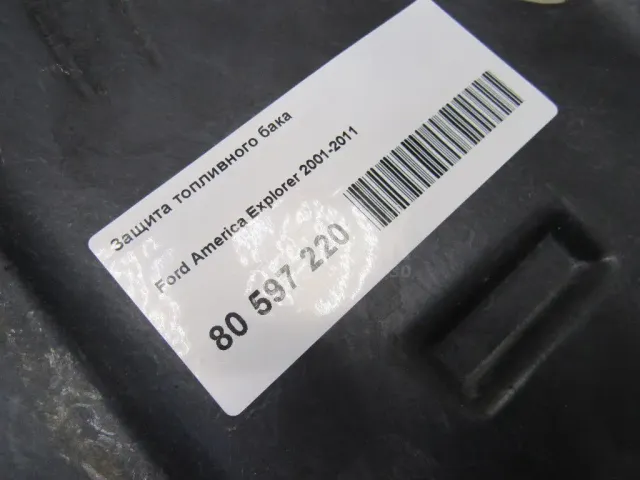 Защита топливного бака
Ford America Explorer 2001-2011
80 597 220